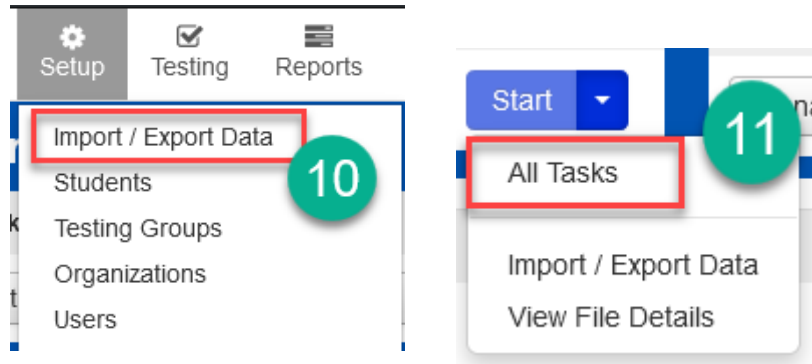 Setup Testing Reports
Import / Export Data
10
Students
Testing Groups
Organizations
Users
Start
11
All Tasks
Import / Export Data
View File Details